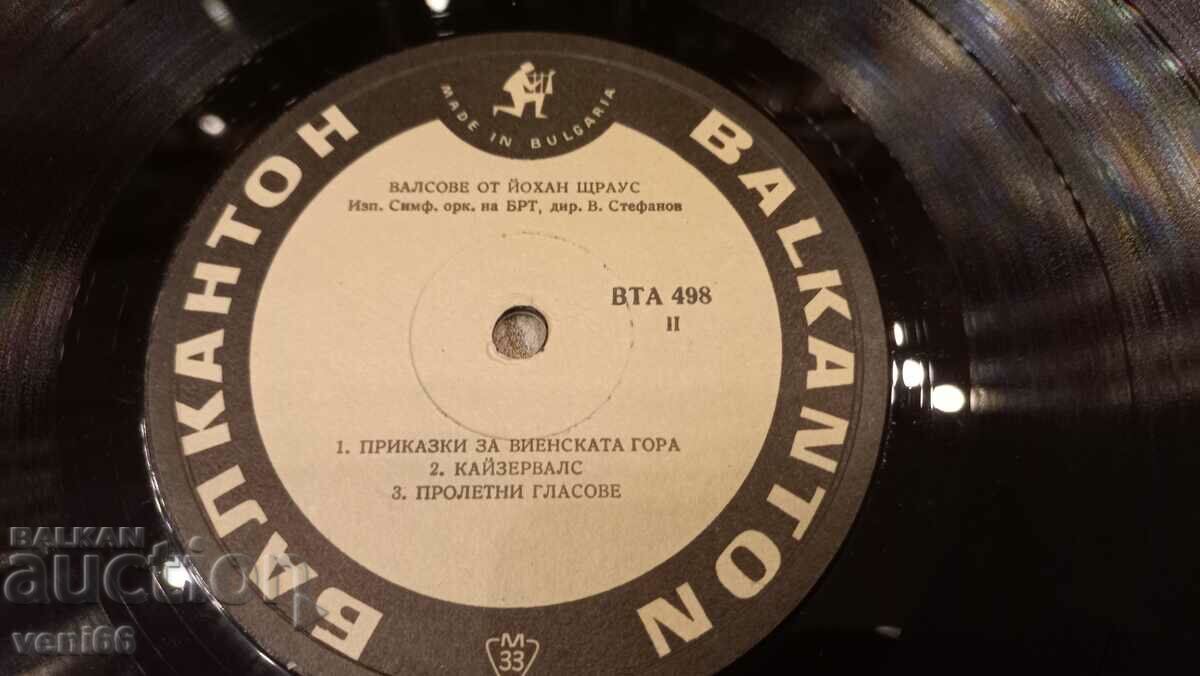 MADE IN BULGARIA
БАЛКАНТОН
BALKANTON
ВАЛСОВЕ ОТ ЙОХАН ЩРАУС
Изп. Симф. орк. на БРТ, дир. В. Стефанов
ВТА 498
II
1. ПРИКАЗКИ ЗА ВИЕНСКАТА ГОРА
2. КАЙЗЕРВАЛС
3. ПРОЛЕТНИ ГЛАСОВЕ
M
33
BALKAN
auction
veni66